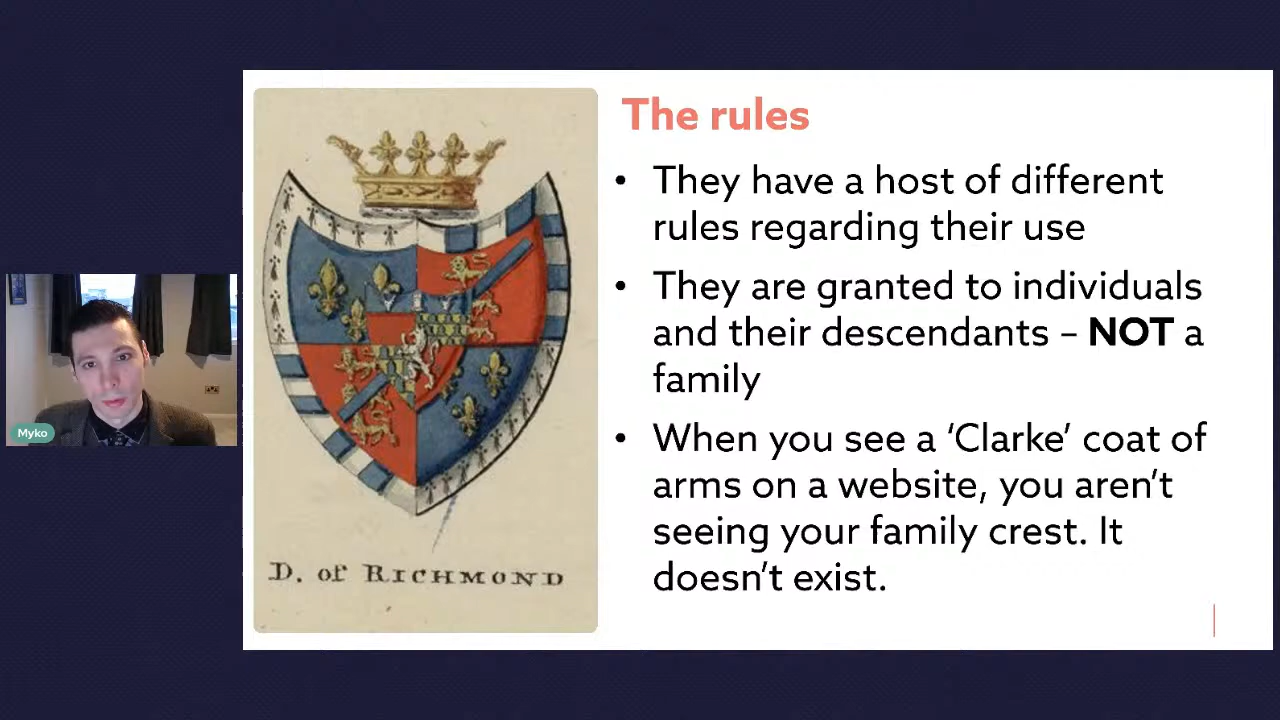 The rules
• They have a host of different
rules regarding their use
• They are granted to individuals
and their descendants – NOT a
family
• When you see a ‘Clarke’ coat of
arms on a website, you aren’t
seeing your family crest. It
doesn’t exist.
D. of RICHMOND
Myko